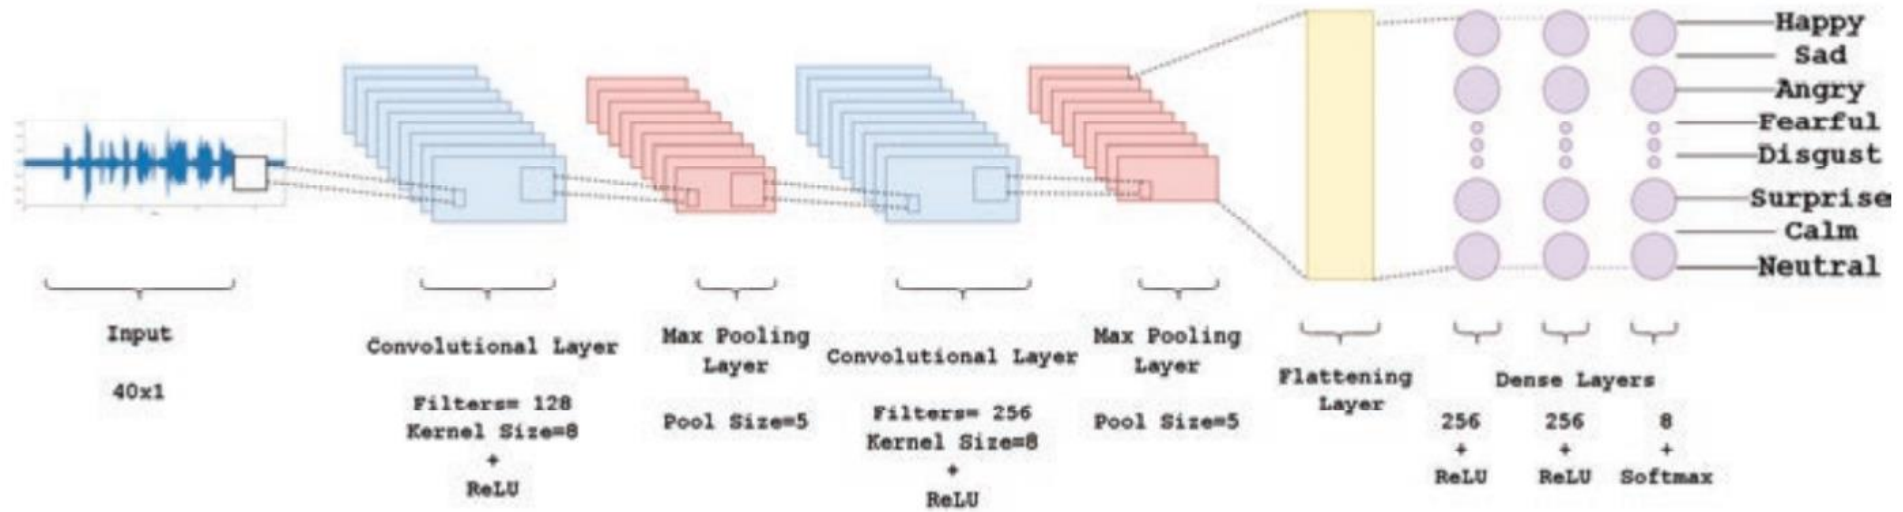 Happy
Sad
Angry
Fearful
Disgust
Surprise
Calm
Neutral
Input
40x1
Convolutional Layer
Filters= 128
Kernel Size=8
+
ReLU
Max Pooling
Layer
Pool Size=5
Convolutional Layer
Filters= 256
Kernel Size=8
+
ReLU
Max Pooling
Layer
Pool Size=5
Flattening
Layer
Dense Layers
256
+
ReLU
256
+
ReLU
8
+
Softmax